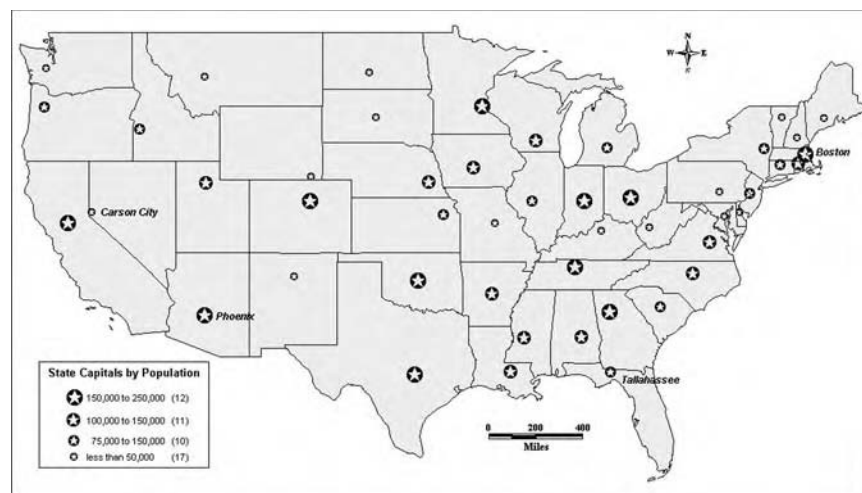 N
W E
S
Boston
Carson City
Phoenix
Tallahassee
State Capitals by Population
150,000 to 250,000 (12)
100,000 to 150,000 (11)
75,000 to 150,000 (10)
less than 50,000 (17)
0 200 400
Miles